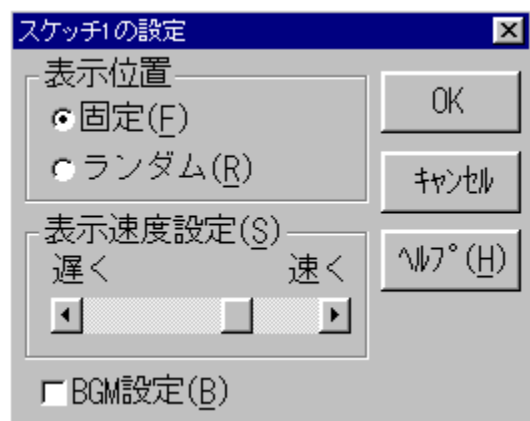 スケッチ1の設定
表示位置
固定(F)
ランダム(R)
表示速度設定(S)
遅く 速く
BGM設定(B)
OK
ｷｬﾝｾﾙ
ﾍﾙﾌﾟ(H)